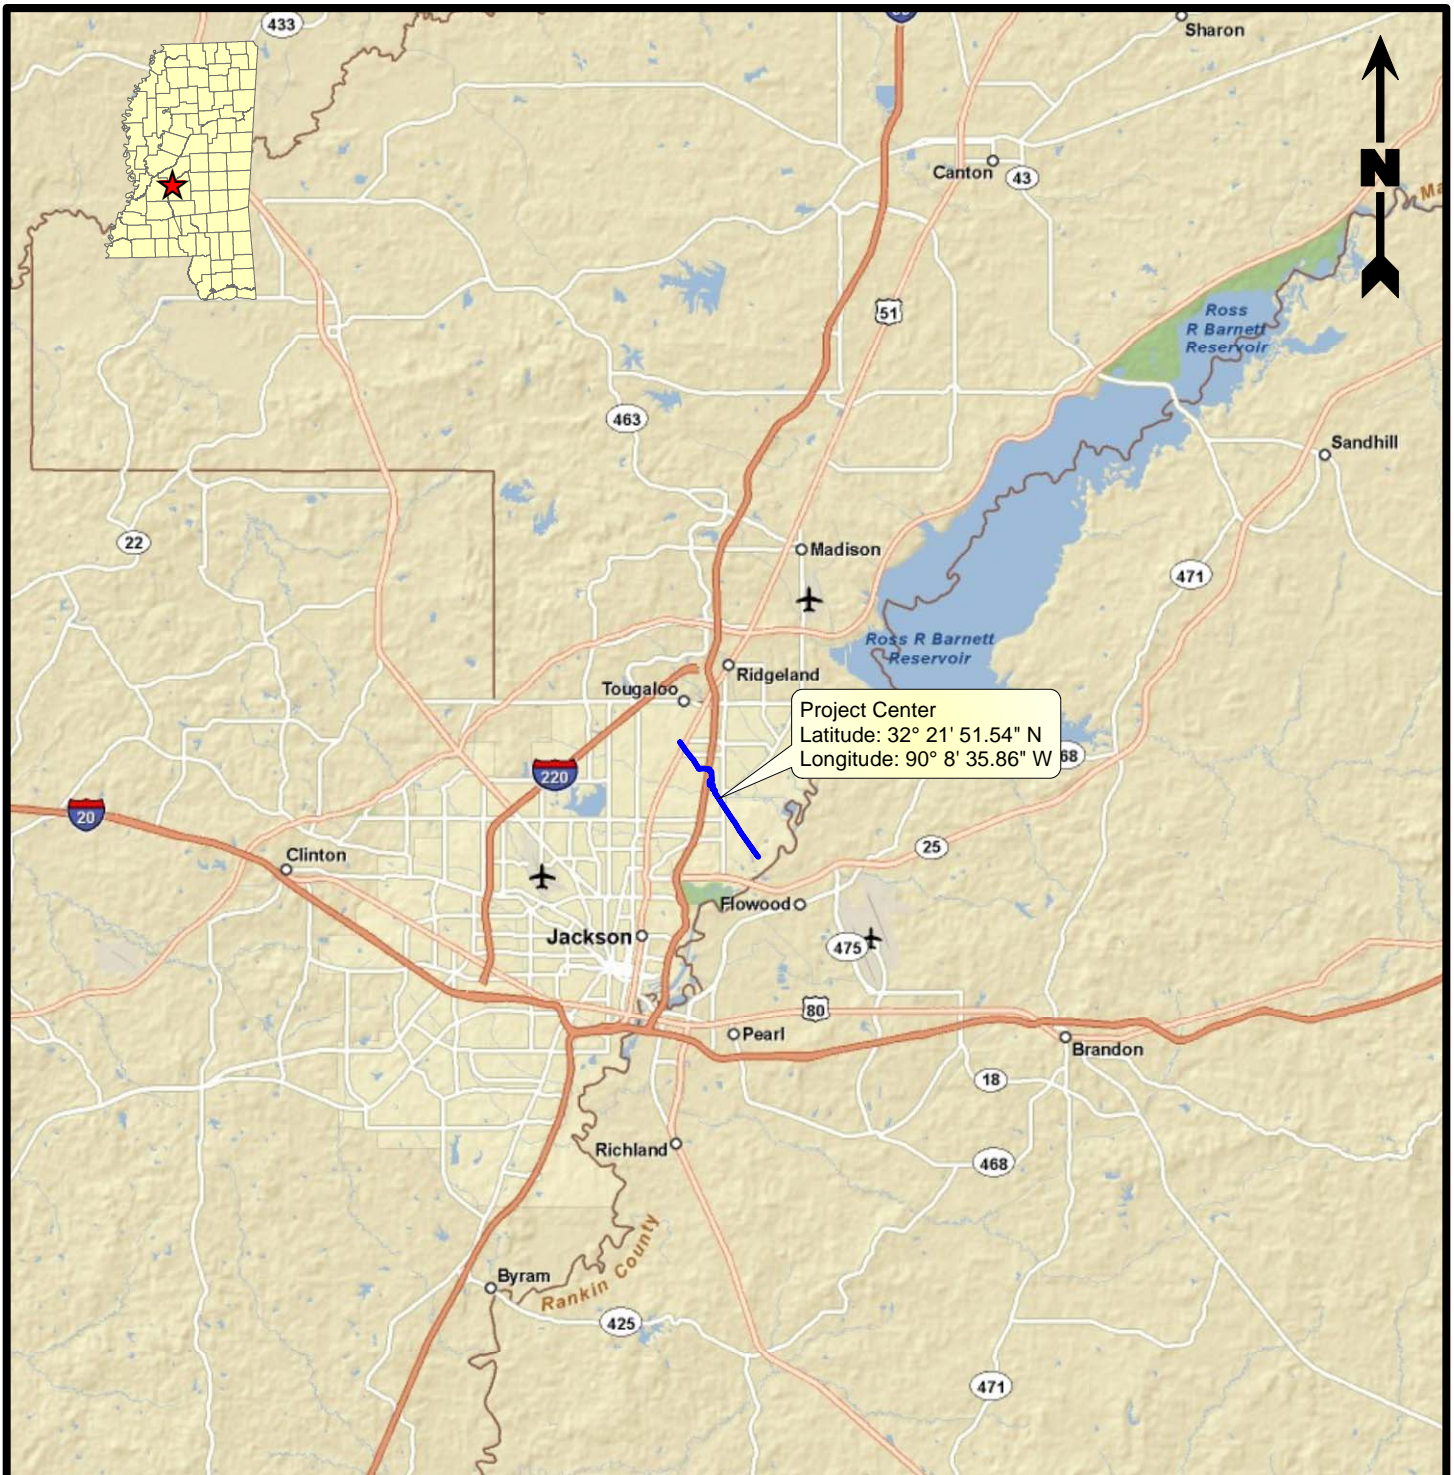 433
Sharon
N
Canton
43
51
Ross
R Barnett
Reservoir
463
Sandhill
22
Madison
471
Ross R Barnett
Reservoir
Ridgeland
Tougaloo
Project Center
Latitude: 32° 21' 51.54" N
Longitude: 90° 8' 35.86" W
68
220
20
25
Clinton
Flowood
Jackson
475
80
Pearl
Brandon
18
Richland
468
Rankin County
Byram
425
471